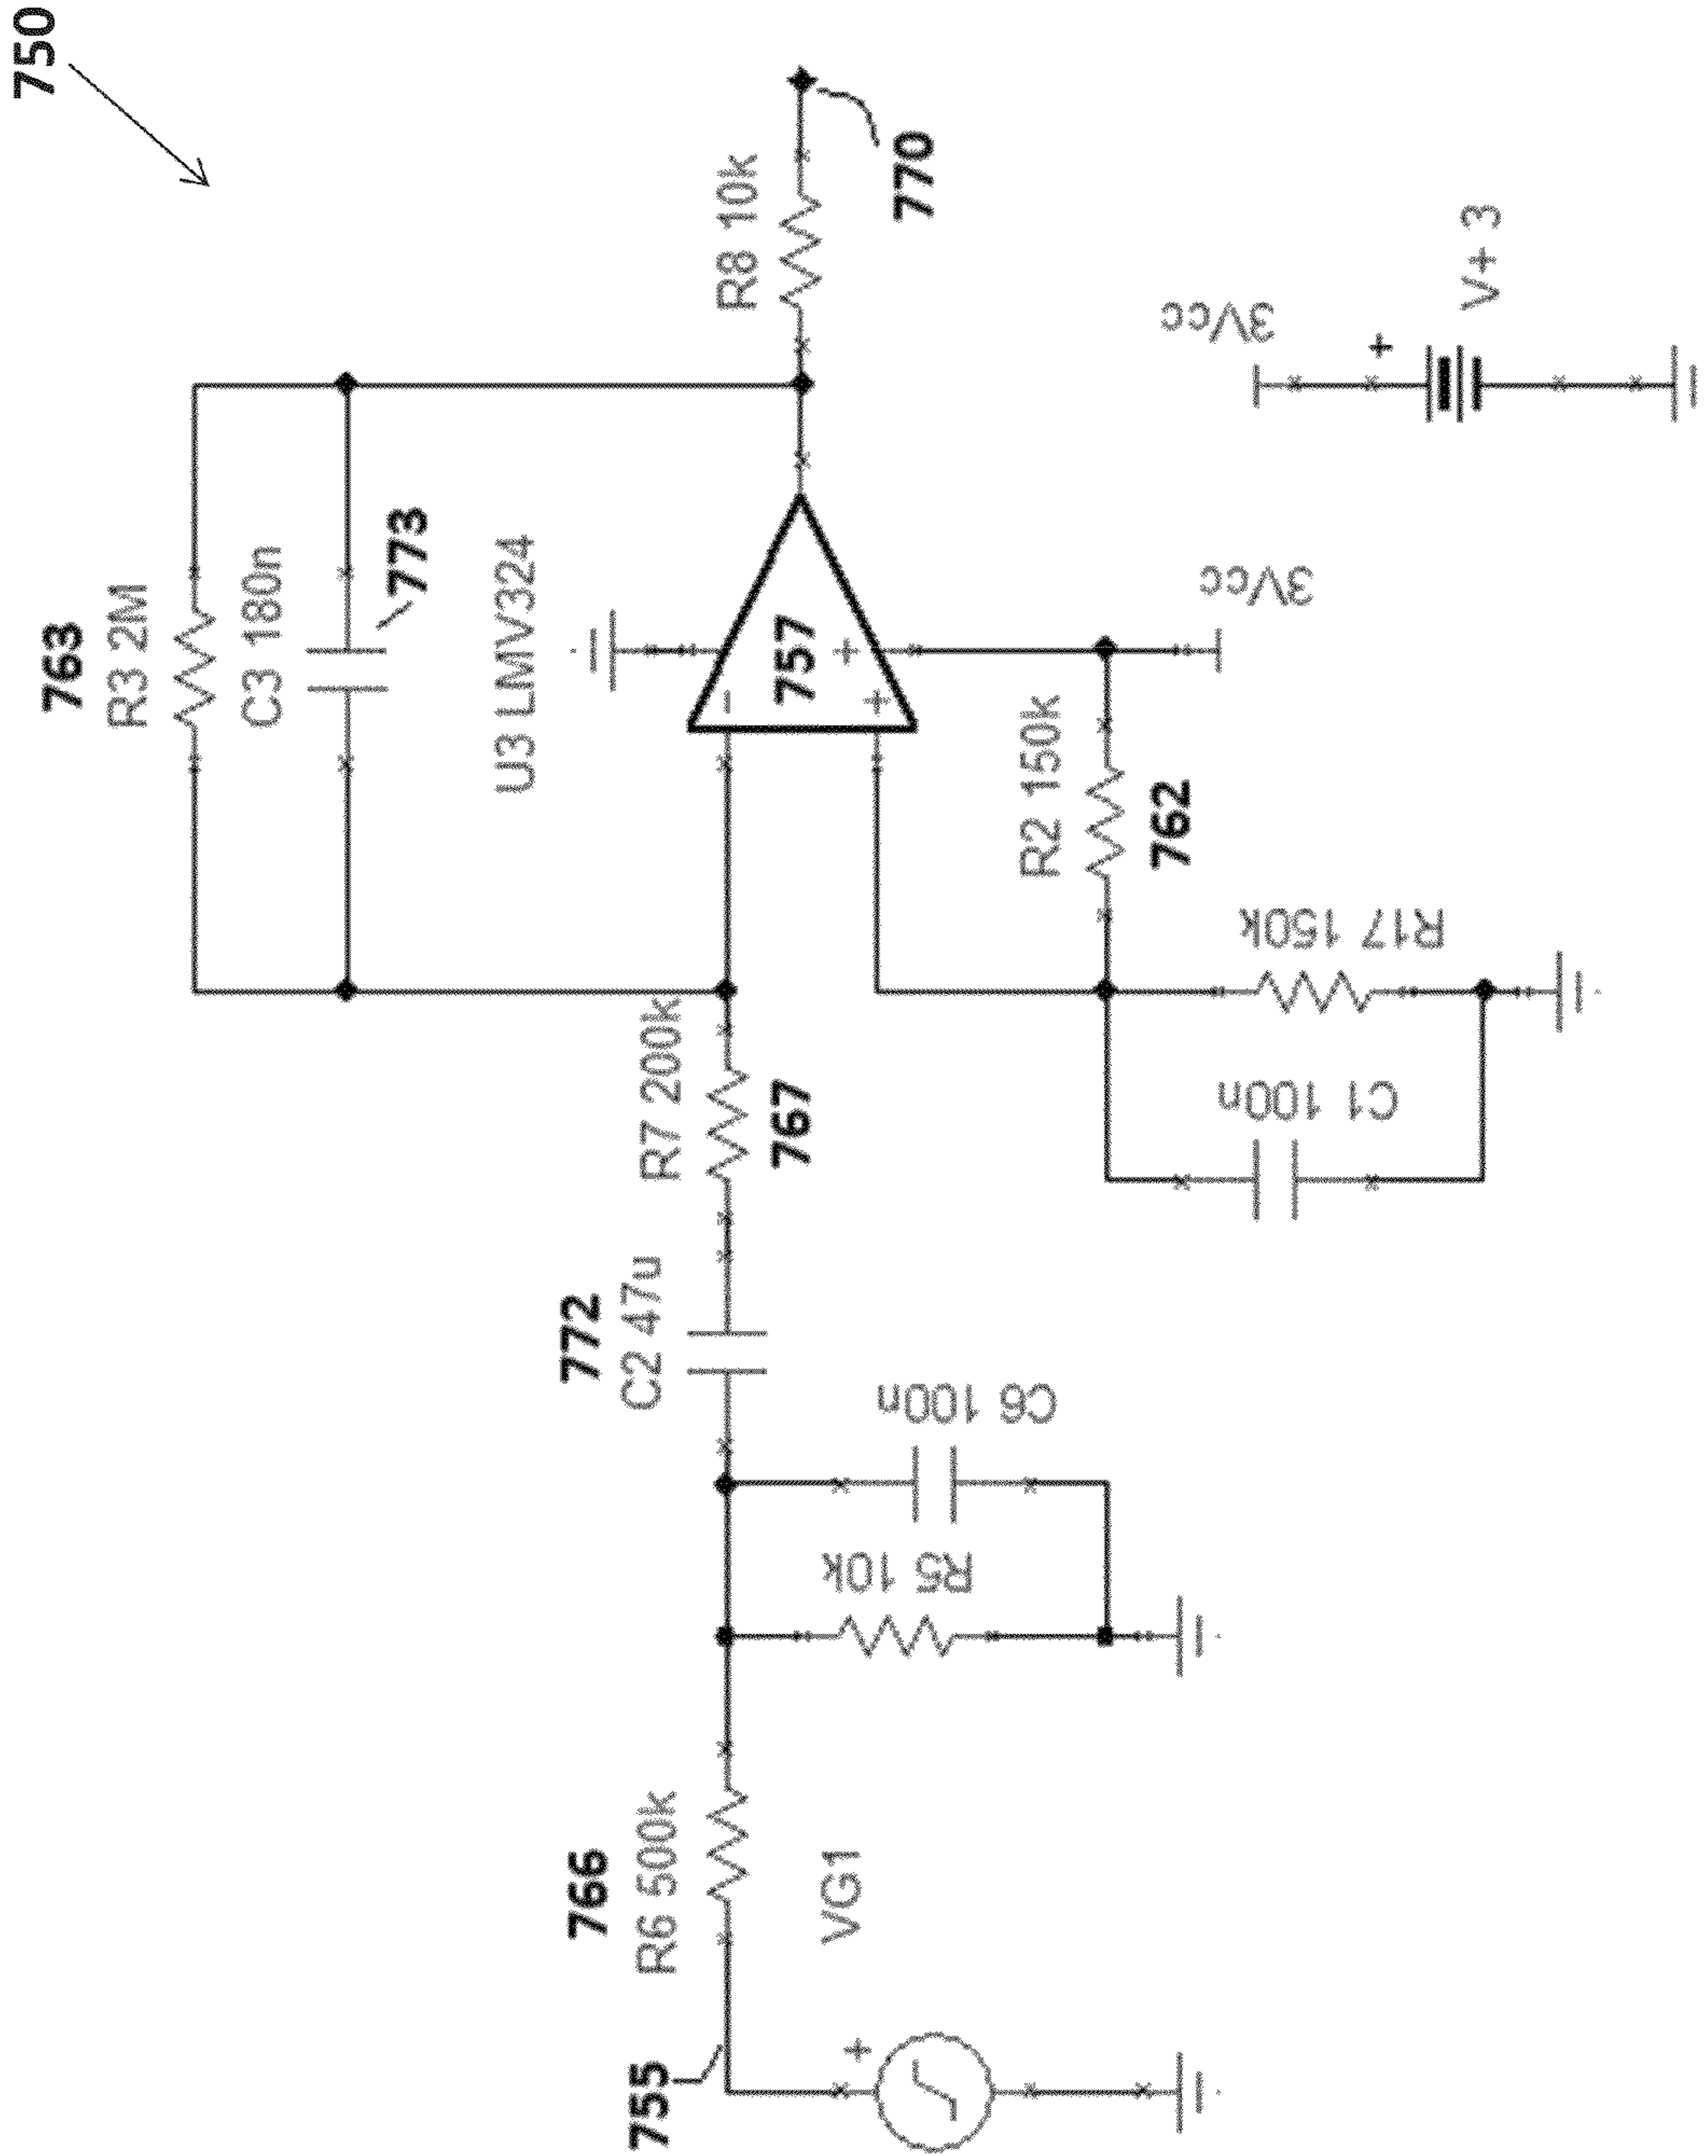 750
763
R3 2M
C3 180n
773
U3 LMV324
R8 10k
770
-
757
+
+
772
C2 47u
R7 200k
767
766
R6 500k
755
+
VG1
R5 10k
C6 100n
R2 150k
762
3Vcc
C1 100n
R17 150k
3Vcc
+
V+ 3